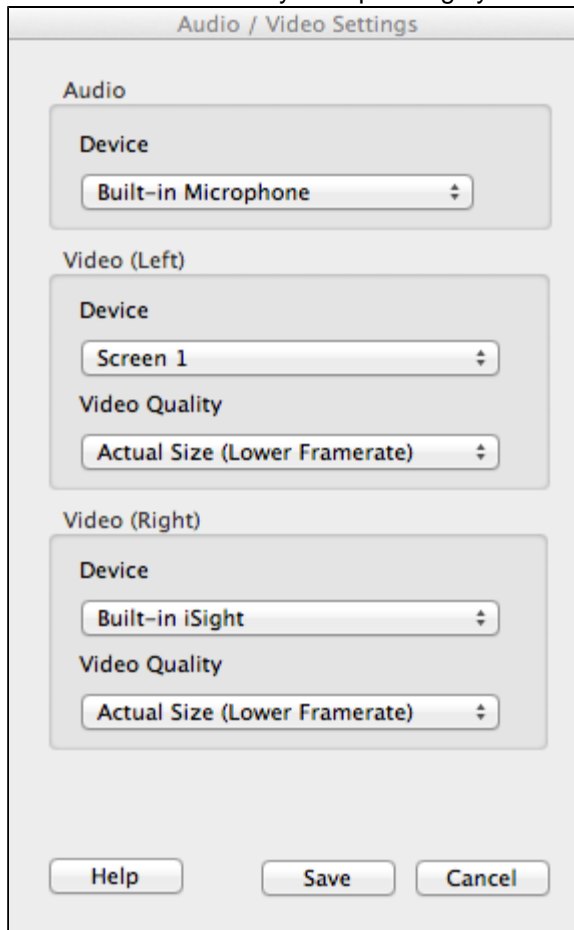 Audio / Video Settings
Audio
Device
Built-in Microphone
Video (Left)
Device
Screen 1
Video Quality
Actual Size (Lower Framerate)
Video (Right)
Device
Built-in iSight
Video Quality
Actual Size (Lower Framerate)
Help Save Cancel